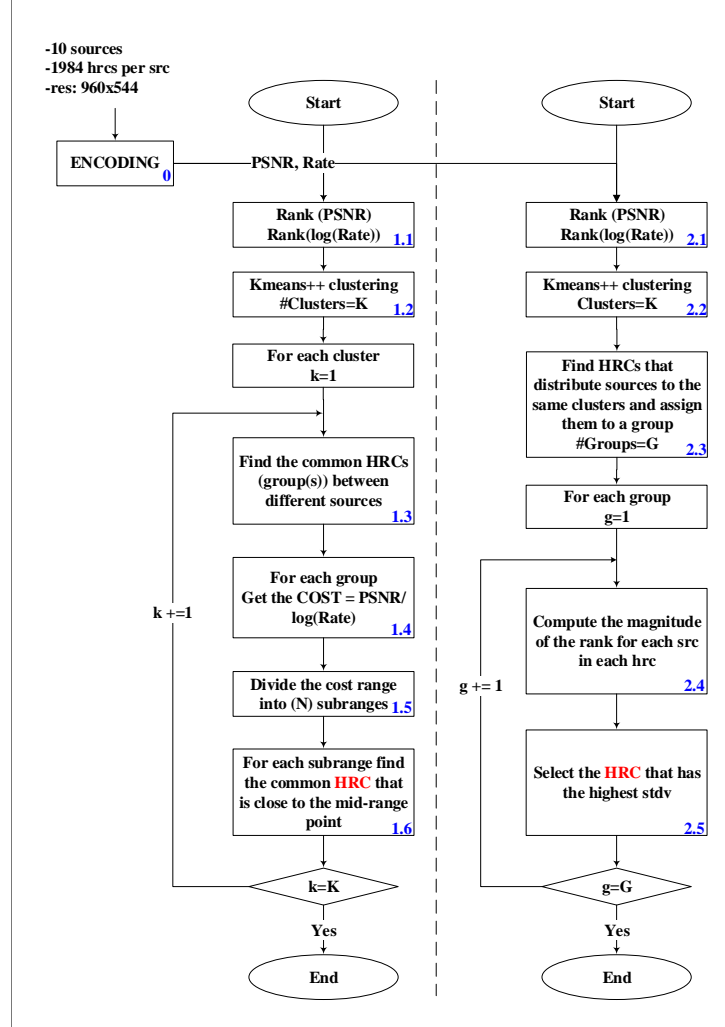 -10 sources
-1984 hrcs per src
-res: 960x544
ENCODING
0
PSNR, Rate
Start
Rank (PSNR)
Rank(log(Rate))
1.1
Kmeans++ clustering
#Clusters=K
1.2
For each cluster
k=1
Find the common HRCs
(group(s)) between
different sources
1.3
For each group
Get the COST = PSNR/
log(Rate)
1.4
Divide the cost range
into (N) subranges
1.5
For each subrange find
the common HRC that
is close to the mid-range
point
1.6
k=K
k +=1
Yes
End
Start
Rank (PSNR)
Rank(log(Rate))
2.1
Kmeans++ clustering
Clusters=K
2.2
Find HRCs that
distribute sources to the
same clusters and assign
them to a group
#Groups=G
2.3
For each group
g=1
Compute the magnitude
of the rank for each src
in each hrc
2.4
Select the HRC that has
the highest stdv
2.5
g=G
g += 1
Yes
End